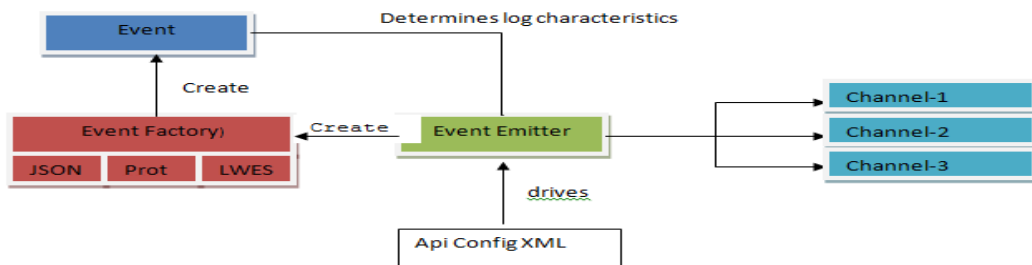 Determines log characteristics
Event
Create
Channel-1
Event Factory)
Create
Event Emitter
Channel-2
JSON
Prot
LWES
Channel-3
drives
Api Config XML